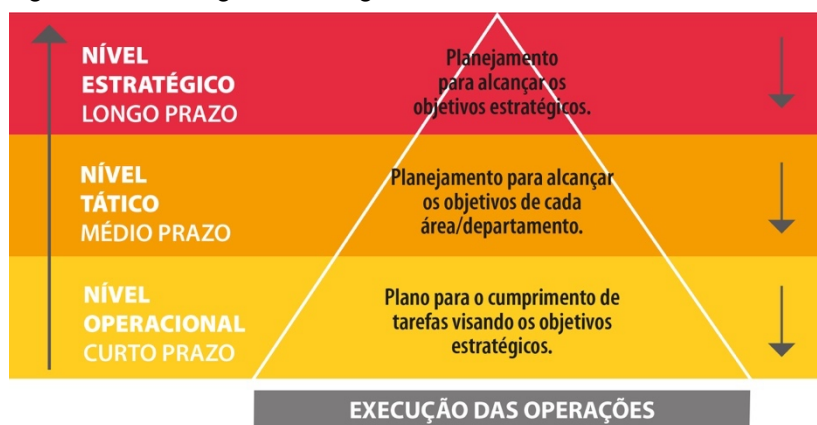 NÍVEL
ESTRATÉGICO
LONGO PRAZO
Planejamento
para alcançar os
objetivos estratégicos.
NÍVEL
TÁTICO
MÉDIO PRAZO
Planejamento para alcançar
os objetivos de cada
área/departamento.
NÍVEL
OPERACIONAL
CURTO PRAZO
Plano para o cumprimento de
tarefas visando os objetivos
estratégicos.
EXECUÇÃO DAS OPERAÇÕES